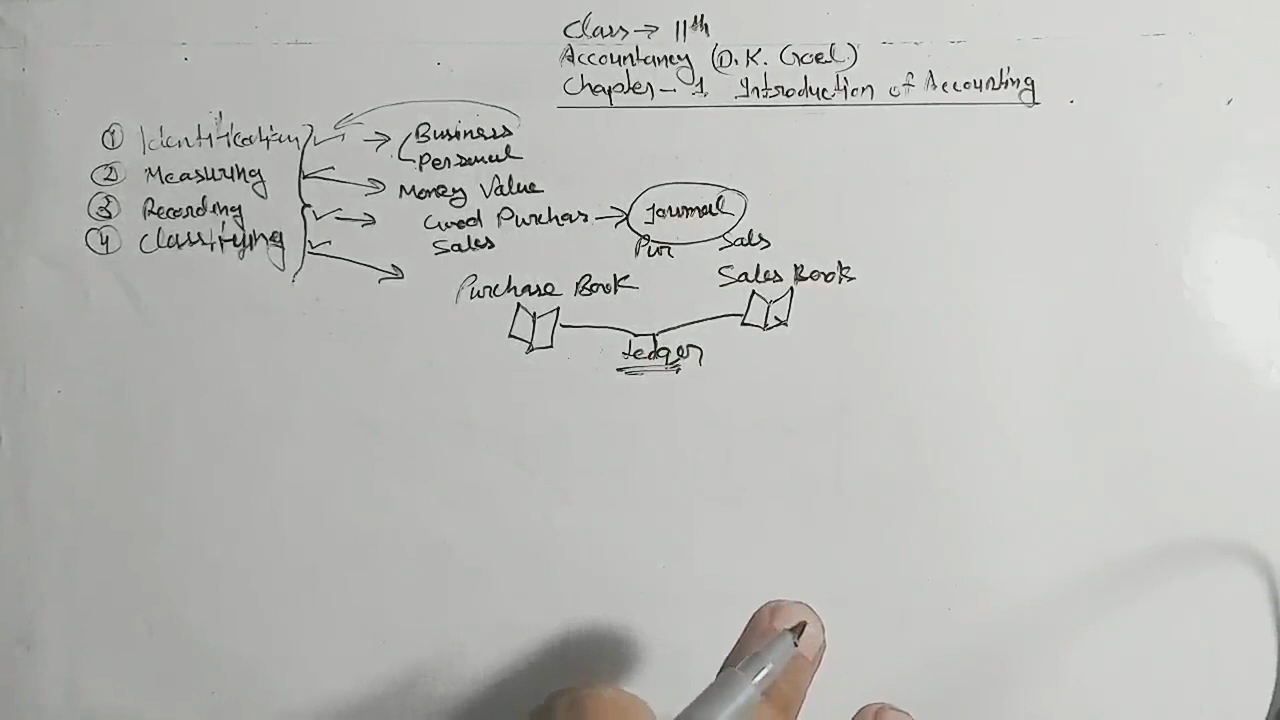 Class → 11th
Accountancy (D.K. Goel)
Chapter - 1. Introduction of Accounting
① Identification → Business
Personal
② Measuring → Money Value
③ Recording → Good Purchas → Journal
Sales Pur Sals
④ Classifying →
Purchase Book Sales Book
Ledger